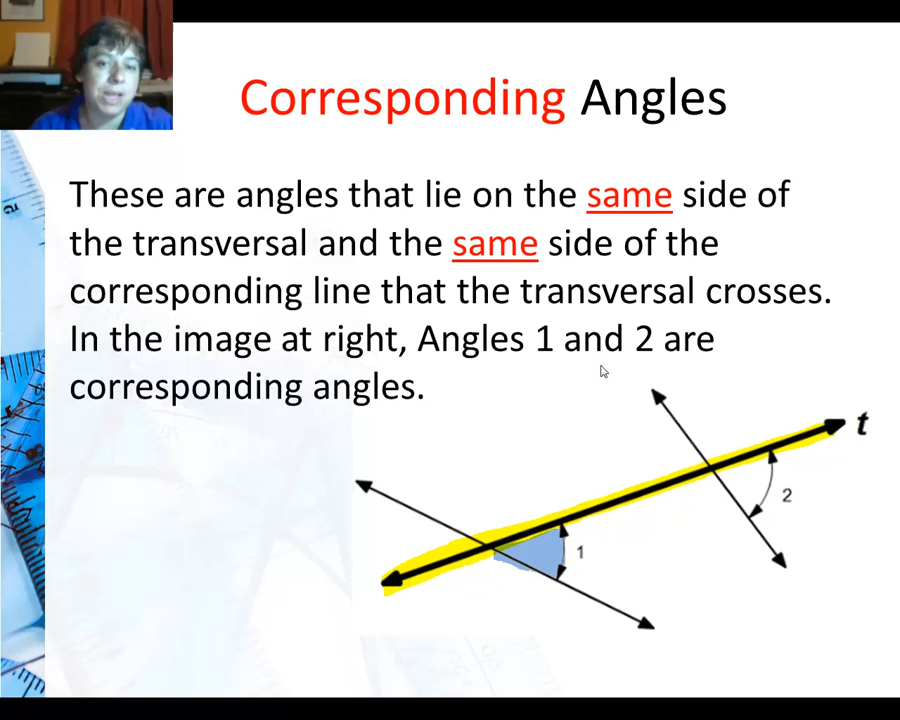 Corresponding Angles
These are angles that lie on the same side of
the transversal and the same side of the
corresponding line that the transversal crosses.
In the image at right, Angles 1 and 2 are
corresponding angles.
t
2
1